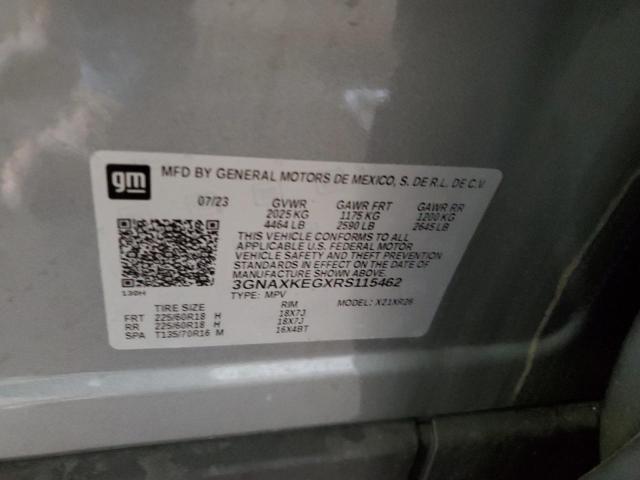 gm
MFD BY GENERAL MOTORS DE MEXICO, S. DE R.L. DE C.V.
07/23 GVWR GAWR FRT GAWR RR
2025 KG 1175 KG 1200 KG
4464 LB 2590 LB 2645 LB
THIS VEHICLE CONFORMS TO ALL
APPLICABLE U.S. FEDERAL MOTOR
VEHICLE SAFETY AND THEFT PREVENTION
STANDARDS IN EFFECT ON THE DATE OF
MANUFACTURE SHOWN ABOVE.
130H
3GNAXKEGXRS115462
TYPE: MPV MODEL: X21XR26
TIRE SIZE RIM
FRT 225/60R18 H 18X7J
RR 225/60R18 H 18X7J
SPA T135/70R16 M 16X4BT